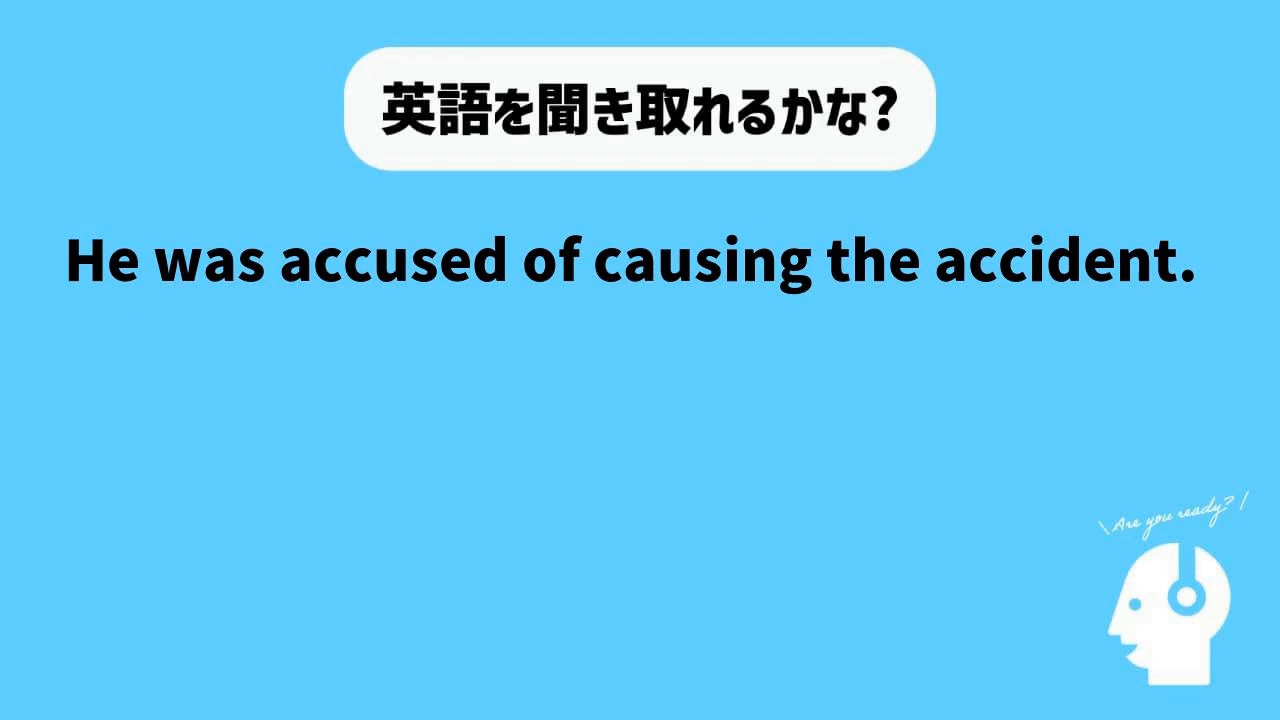 英語を聞き取れるかな?
He was accused of causing the accident.
\ Are you ready? /